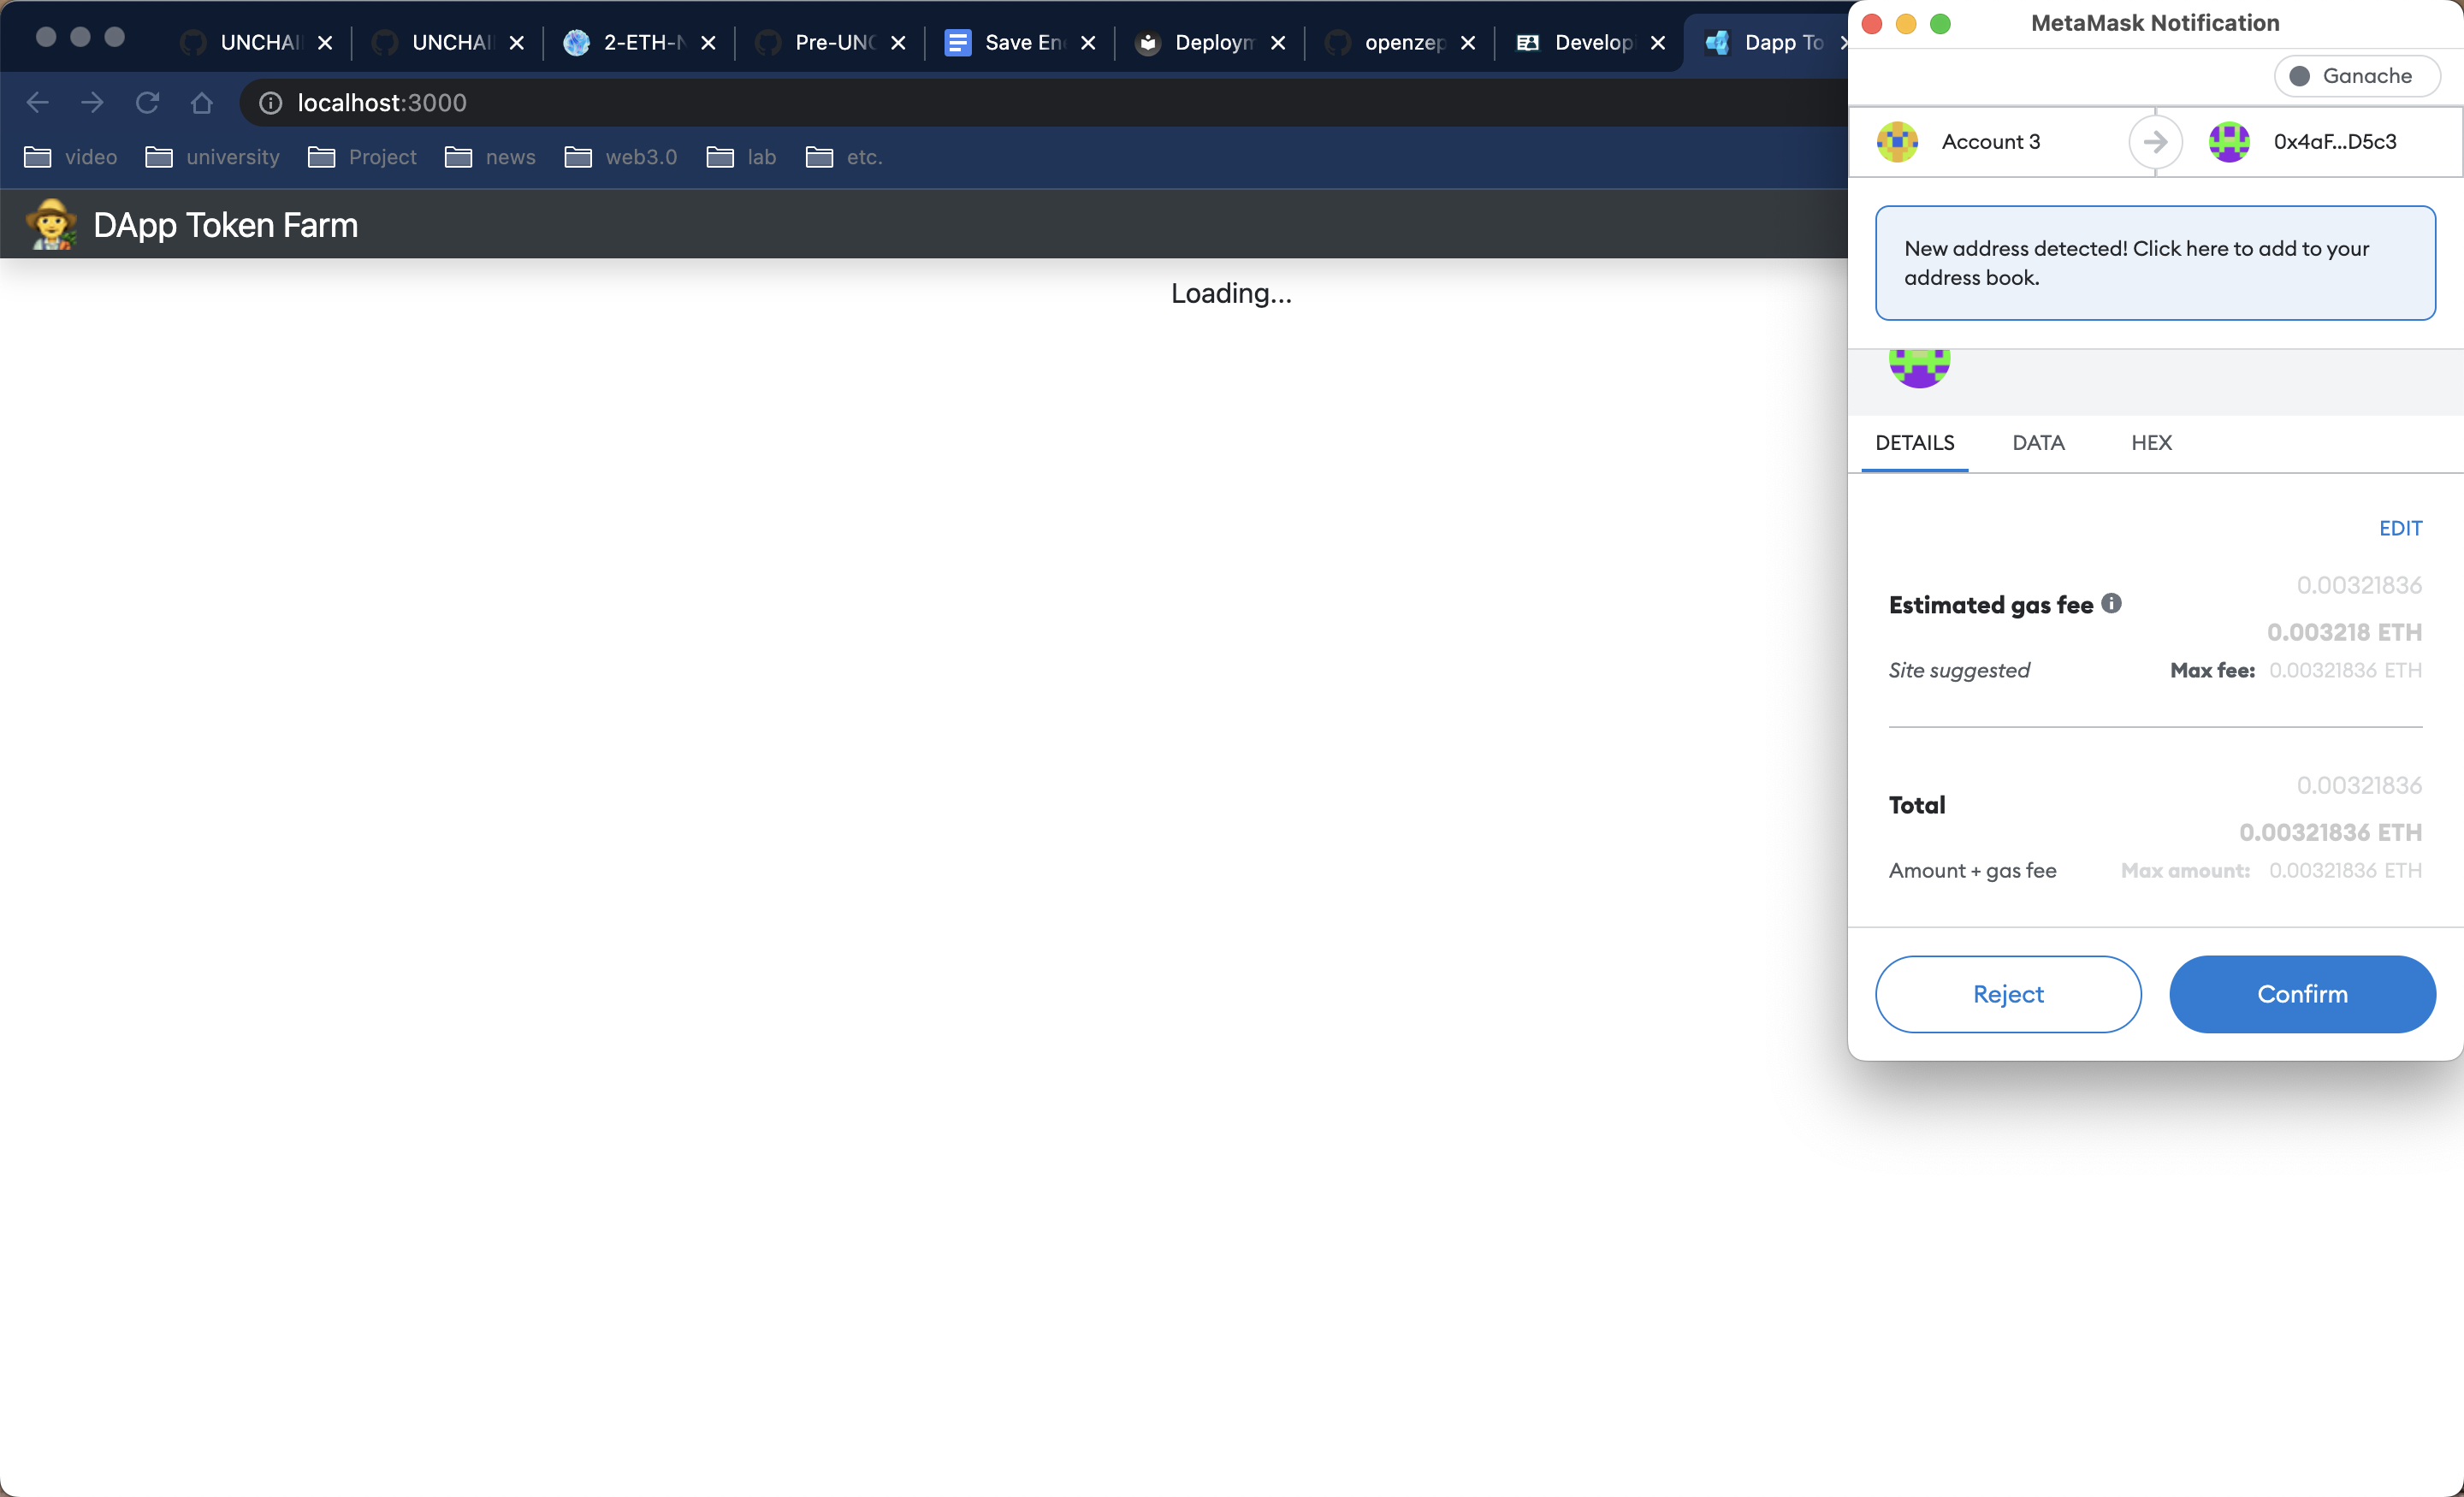 UNCHAI
UNCHAI
2-ETH-N
Pre-UNC
Save En
Deploym
openzep
Develop
Dapp To
localhost:3000
video
university
Project
news
web3.0
lab
etc.
DApp Token Farm
Loading...
MetaMask Notification
Ganache
Account 3
0x4aF...D5c3
New address detected! Click here to add to your
address book.
DETAILS
DATA
HEX
EDIT
0.00321836
Estimated gas fee
0.003218 ETH
Site suggested
Max fee: 0.00321836 ETH
0.00321836
Total
0.00321836 ETH
Amount + gas fee
Max amount: 0.00321836 ETH
Reject
Confirm